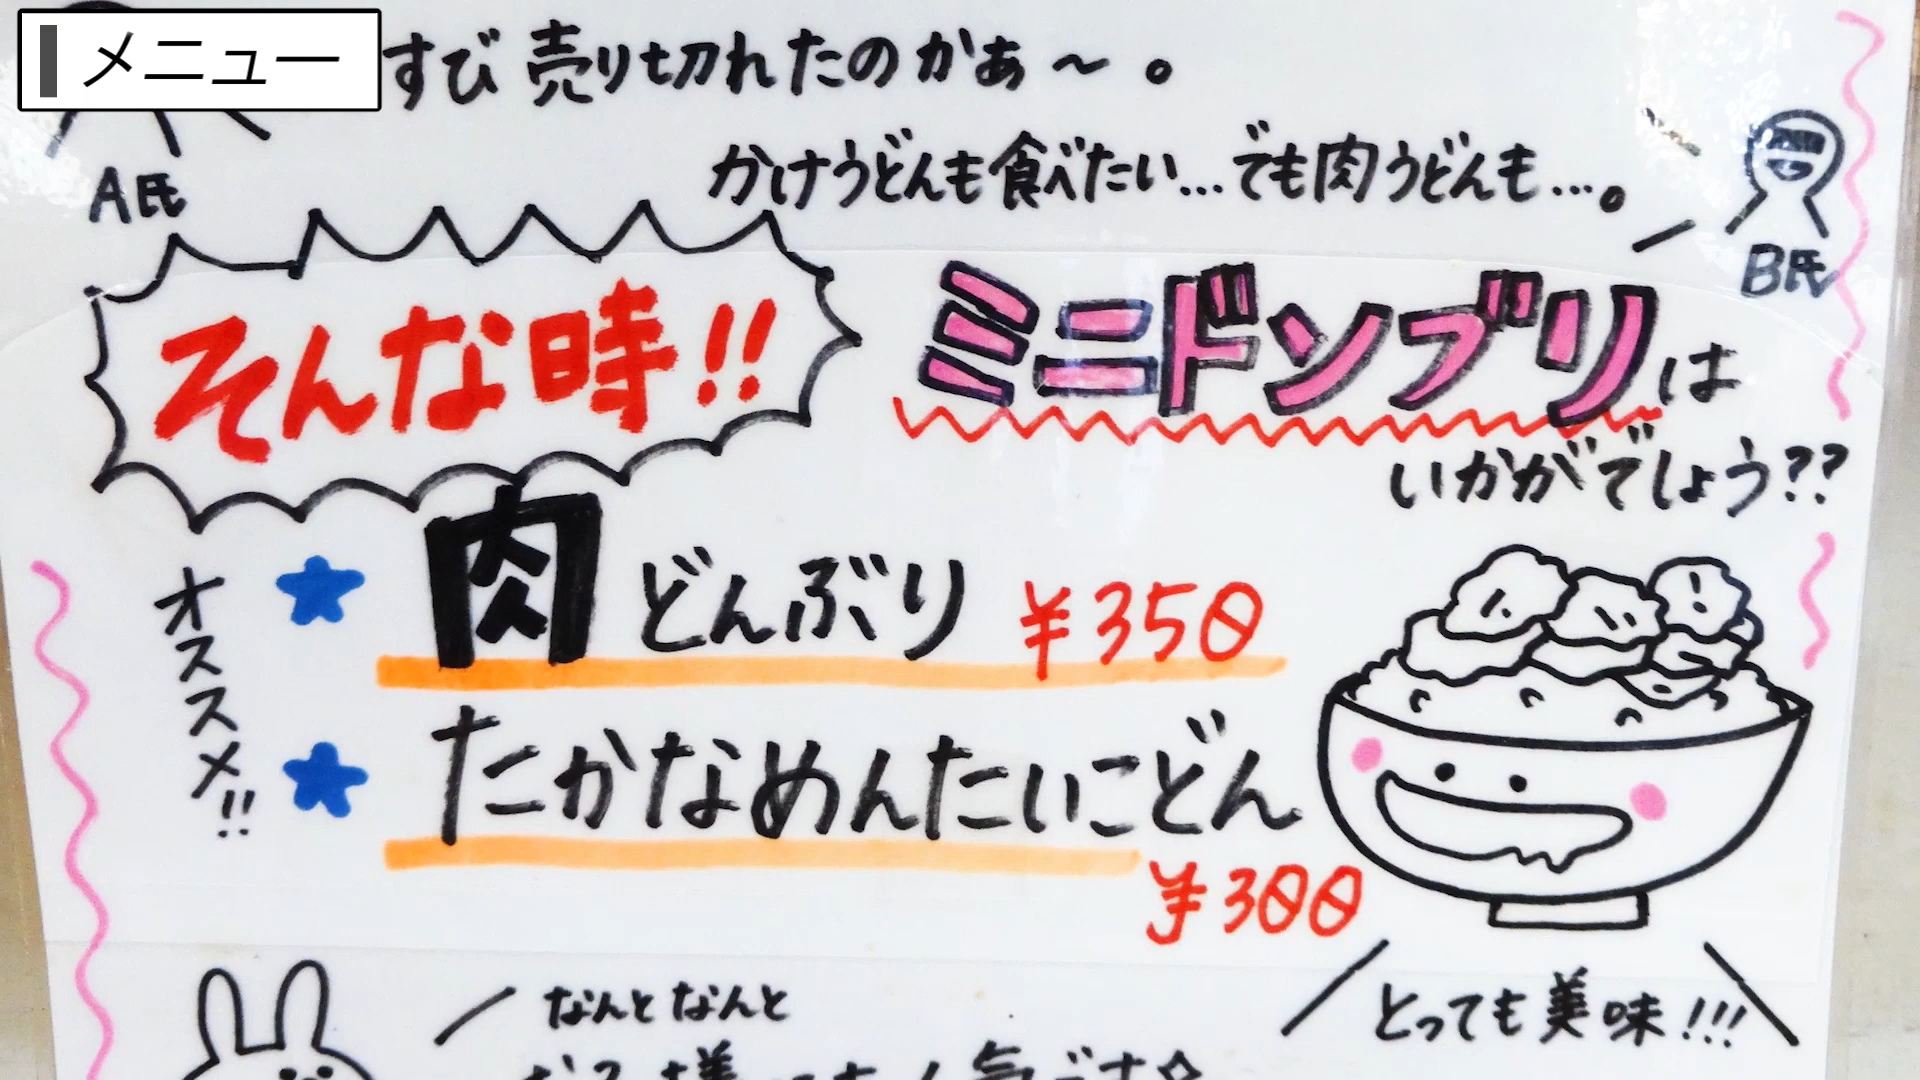 メニュー
すび 売り切れたのかぁ～。
A氏
かけうどんも食べたい…でも肉うどんも…。
B氏
そんな時!!
ミニドンブリは
いかがでしょう??
オススメ!!
★ 肉どんぶり ¥350
★ たかなめんたいこどん
¥300
とっても美味!!!
なんとなんと